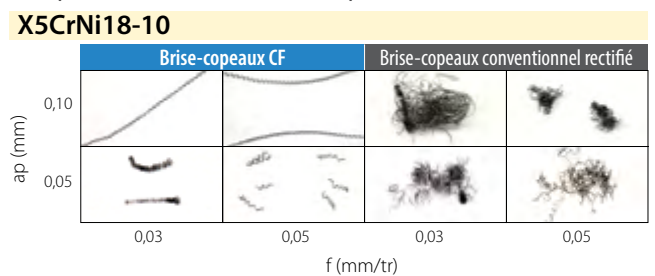 X5CrNi18-10
Brise-copeaux CF Brise-copeaux conventionnel rectifié
ap (mm)
0,10
0,05
0,03 0,05 0,03 0,05
f (mm/tr)